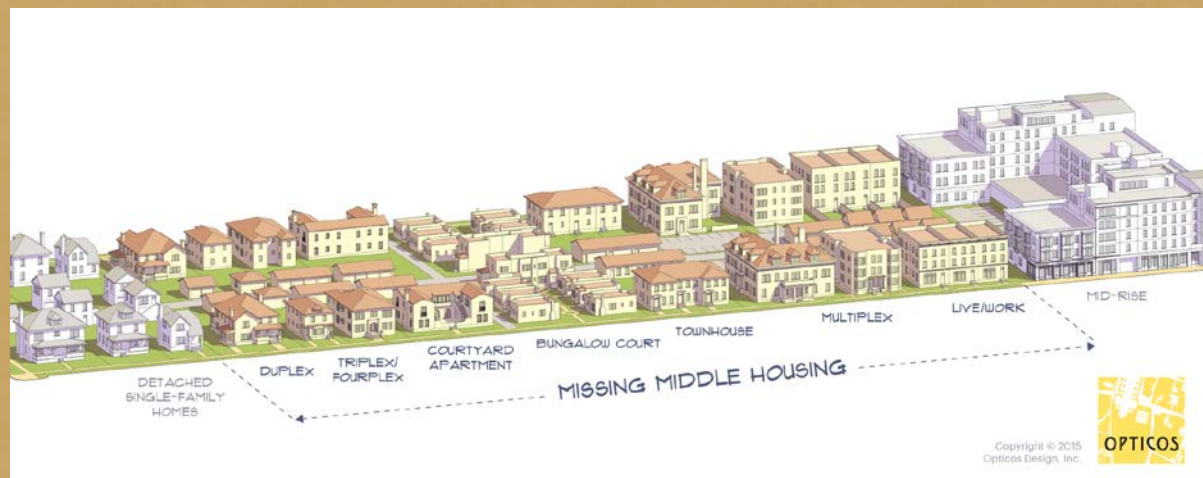 DETACHED
SINGLE-FAMILY
HOMES
DUPLEX
TRIPLEX/
FOURPLEX
COURTYARD
APARTMENT
BUNGALOW COURT
TOWNHOUSE
MULTIPLEX
LIVE/WORK
MID-RISE
MISSING MIDDLE HOUSING
Copyright © 2015
Opticos Design, Inc.
OPTICOS